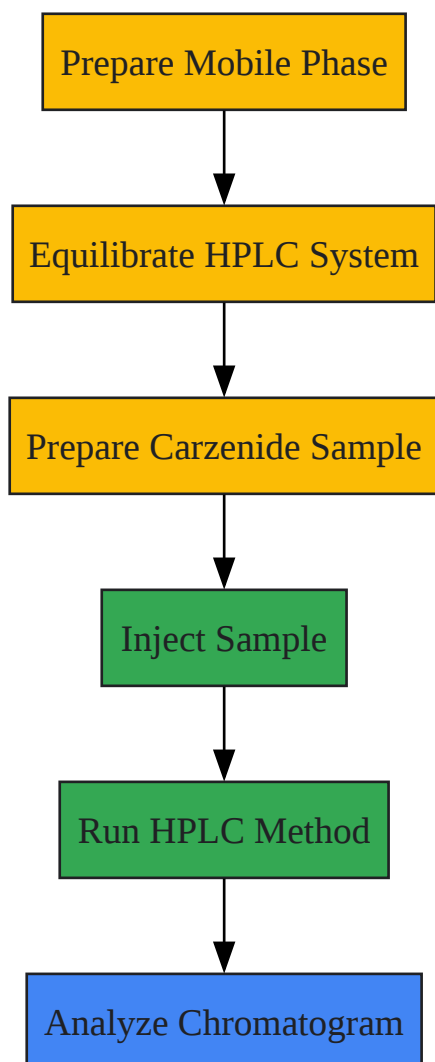 Prepare Mobile Phase
Equilibrate HPLC System
Prepare Carzenide Sample
Inject Sample
Run HPLC Method
Analyze Chromatogram